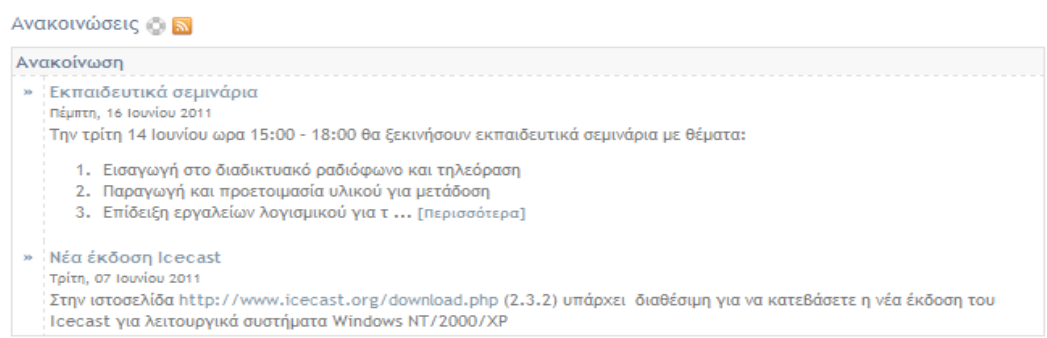 Ανακοινώσεις
Ανακοίνωση
» Εκπαιδευτικά σεμινάρια
Πέμπτη, 16 Ιουνίου 2011
Την τρίτη 14 Ιουνίου ωρα 15:00 - 18:00 θα ξεκινήσουν εκπαιδευτικά σεμινάρια με θέματα:
1. Εισαγωγή στο διαδικτυακό ραδιόφωνο και τηλεόραση
2. Παραγωγή και προετοιμασία υλικού για μετάδοση
3. Επίδειξη εργαλείων λογισμικού για τ ... [Περισσότερα]
» Νέα έκδοση Icecast
Τρίτη, 07 Ιουνίου 2011
Στην ιστοσελίδα http://www.icecast.org/download.php (2.3.2) υπάρχει διαθέσιμη για να κατεβάσετε η νέα έκδοση του
Icecast για λειτουργικά συστήματα Windows NT/2000/XP